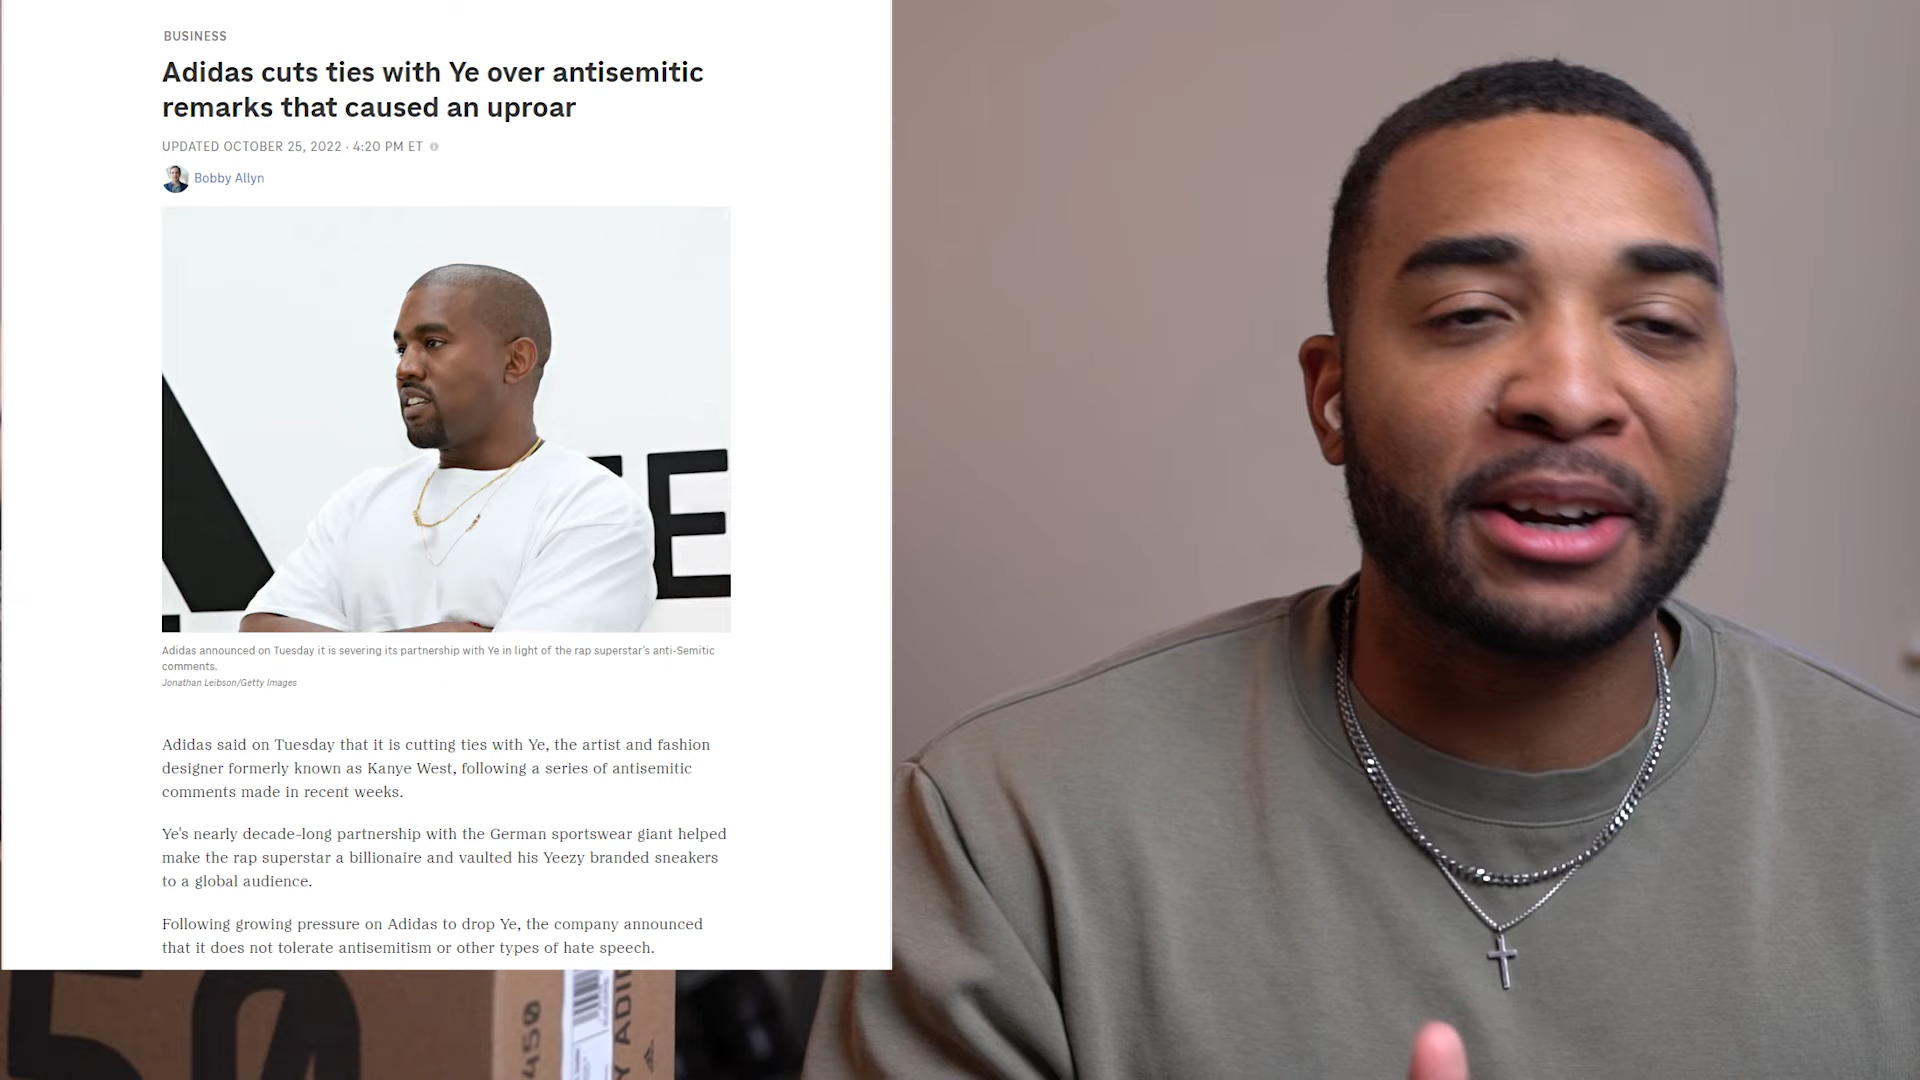 BUSINESS
Adidas cuts ties with Ye over antisemitic
remarks that caused an uproar
UPDATED OCTOBER 25, 2022 · 4:20 PM ET
Bobby Allyn
EE
Adidas announced on Tuesday it is severing its partnership with Ye in light of the rap superstar's anti-Semitic
comments.
Jonathan Leibson/Getty Images
Adidas said on Tuesday that it is cutting ties with Ye, the artist and fashion
designer formerly known as Kanye West, following a series of antisemitic
comments made in recent weeks.
Ye's nearly decade-long partnership with the German sportswear giant helped
make the rap superstar a billionaire and vaulted his Yeezy branded sneakers
to a global audience.
Following growing pressure on Adidas to drop Ye, the company announced
that it does not tolerate antisemitism or other types of hate speech.
50
450
Y ADI